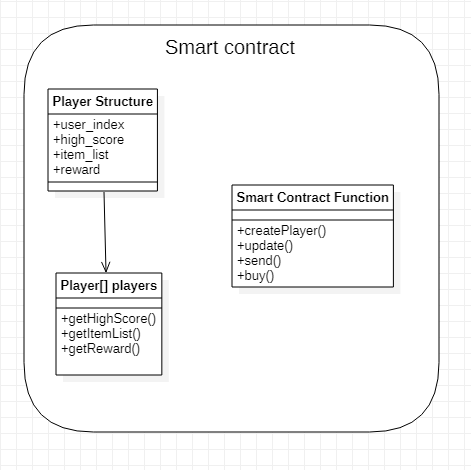 Smart contract
Player Structure
+user_index
+high_score
+item_list
+reward
Smart Contract Function
+createPlayer()
+update()
+send()
+buy()
Player[] players
+getHighScore()
+getItemList()
+getReward()